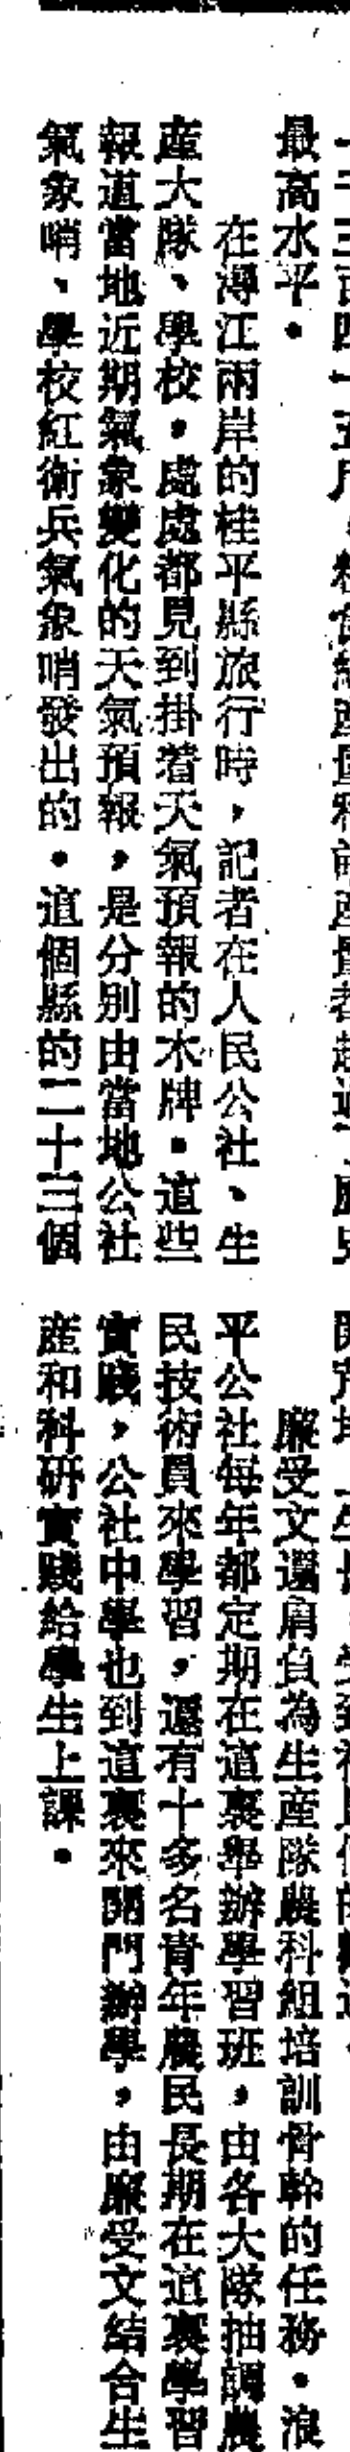 最高水平。
在潯江兩岸的桂平縣旅行時，記者在人民公社、生
產大隊、學校，處處都見到掛着天氣預報的木牌。這些
報道當地近期氣象變化的天氣預報，是分別由當地公社
氣象哨、學校紅衛兵氣象哨發出的。這個縣的二十三個
廉受文還肩負為生產隊農科組培訓骨幹的任務。浪
平公社每年都定期在這裏舉辦學習班，由各大隊抽調農
民技術員來學習，還有十多名青年農民長期在這裏學習
實踐，公社中學也到這裏來開門辦學，由廉受文結合生
產和科研實踐給學生上課。